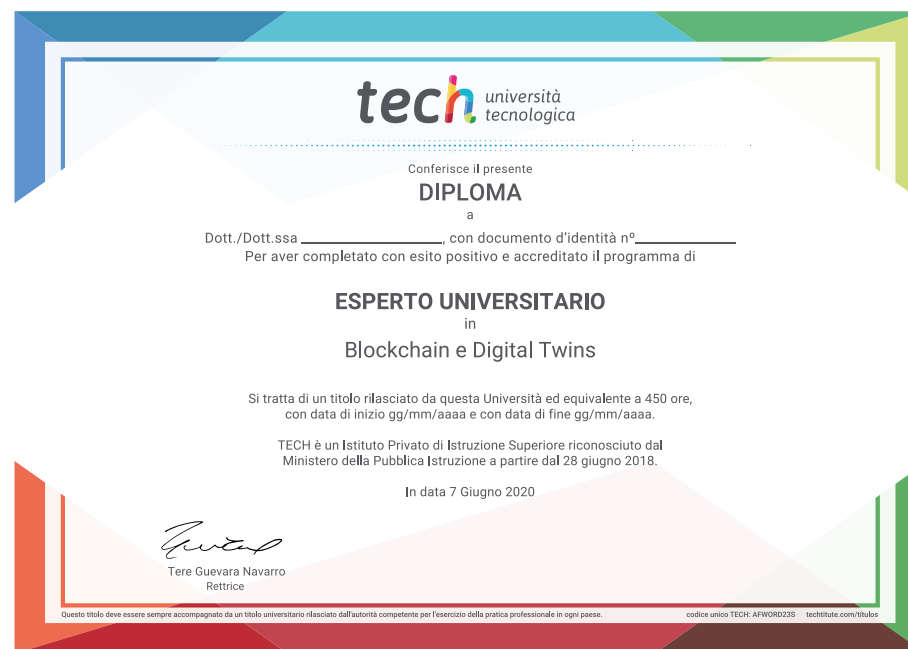 tech università
tecnologica
Conferisce il presente
DIPLOMA
a
Dott./Dott.ssa ____________________, con documento d'identità nº______________
Per aver completato con esito positivo e accreditato il programma di
ESPERTO UNIVERSITARIO
in
Blockchain e Digital Twins
Si tratta di un titolo rilasciato da questa Università ed equivalente a 450 ore,
con data di inizio gg/mm/aaaa e con data di fine gg/mm/aaaa.
TECH è un Istituto Privato di Istruzione Superiore riconosciuto dal
Ministero della Pubblica Istruzione a partire dal 28 giugno 2018.
In data 7 Giugno 2020
Tere Guevara Navarro
Rettrice
Questo titolo deve essere sempre accompagnato da un titolo universitario rilasciato dall'autorità competente per l'esercizio della pratica professionale in ogni paese. codice unico TECH: AFWORD23S techtitute.com/titulos